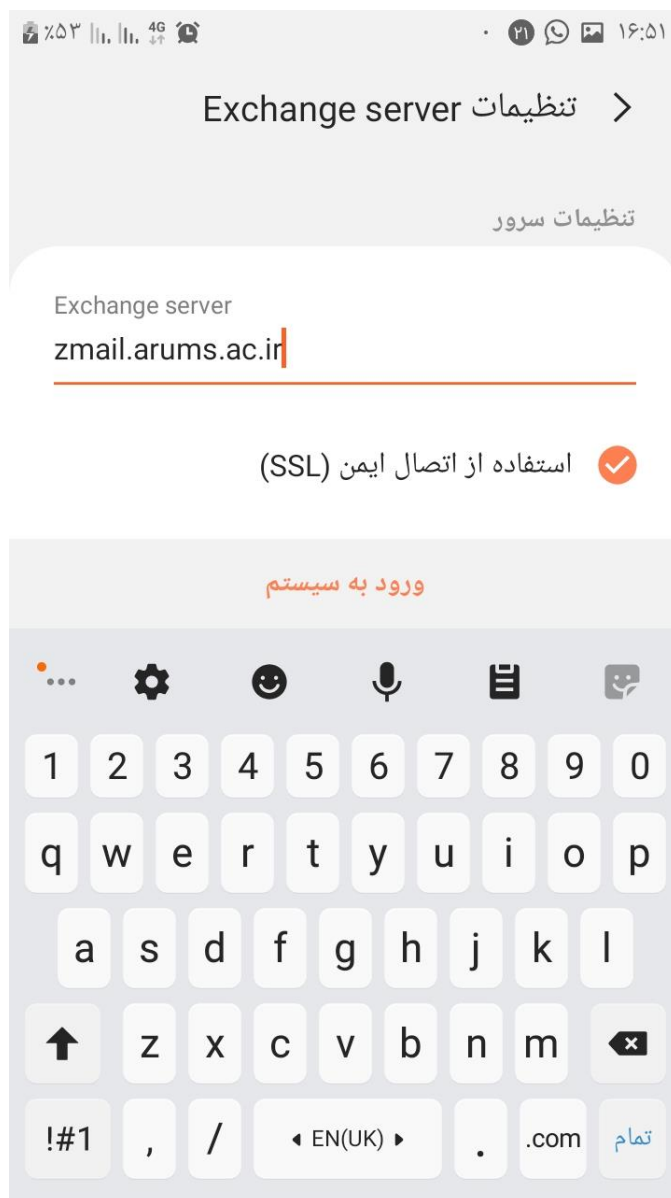 ٪۵۳ 4G ۲۱ ۱۶:۵۱
تنظیمات Exchange server
تنظیمات سرور
Exchange server
zmail.arums.ac.ir
استفاده از اتصال ایمن (SSL)
ورود به سیستم
1 2 3 4 5 6 7 8 9 0
q w e r t y u i o p
a s d f g h j k l
z x c v b n m
!#1 , / EN(UK) . .com تمام